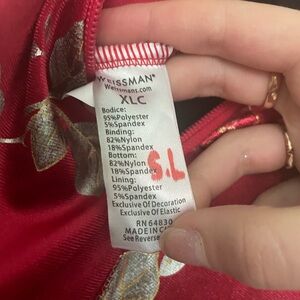 WEISSMAN®
Weissmans.com
XLC
Bodice:
95%Polyester
5%Spandex
Binding:
82%Nylon
18%Spandex
Bottom:
82%Nylon
18%Spandex
S.L
Lining:
95%Polyester
5%Spandex
Exclusive Of Decoration
Exclusive Of Elastic
RN 64830
MADE IN
See Reverse